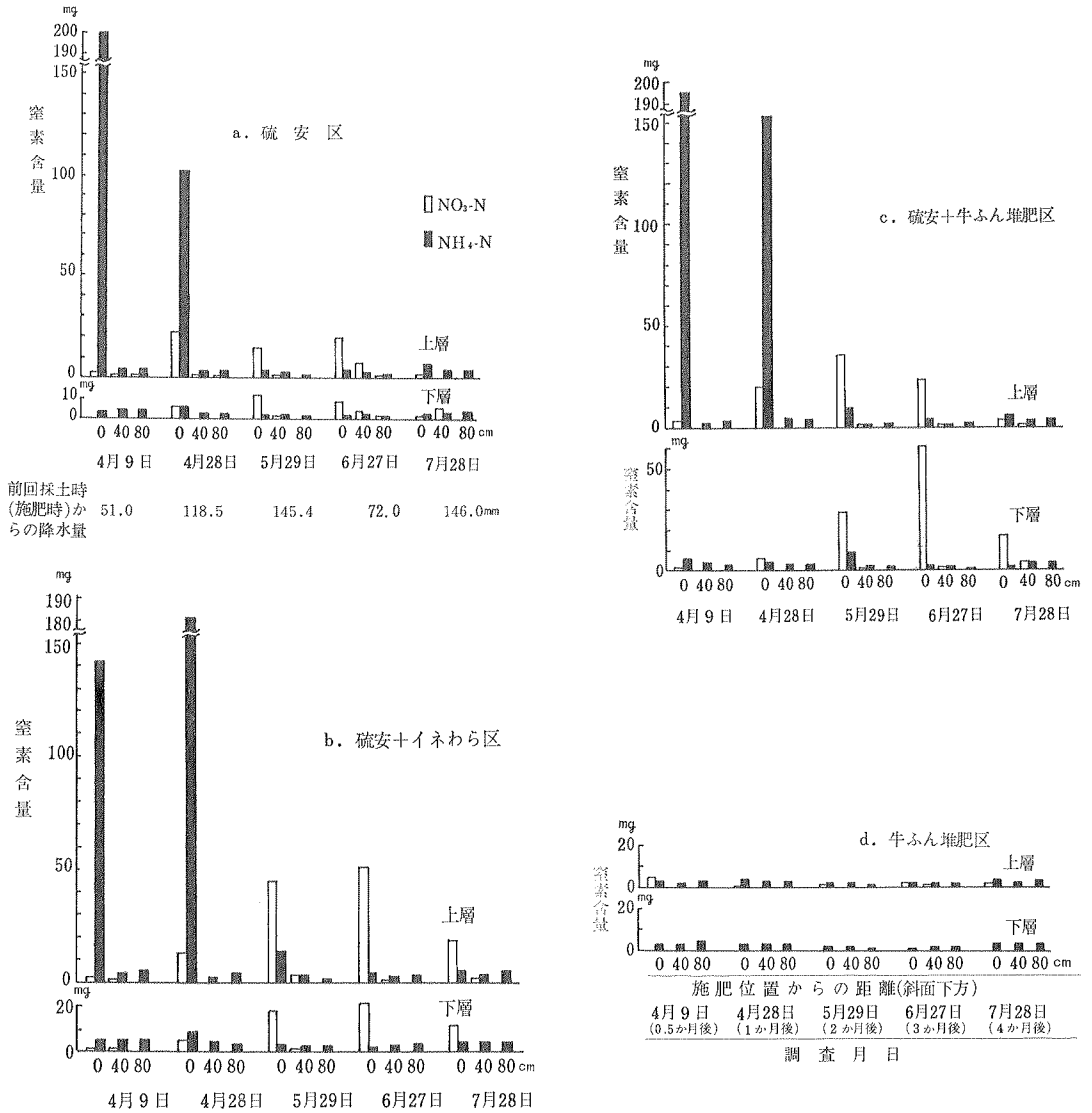 mg
200
190
150
100
50
0
窒素含量
a. 硫安区
NO₃-N
NH₄-N
上層
mg
10
0
下層
0 40 80 0 40 80 0 40 80 0 40 80 0 40 80 cm
4月9日 4月28日 5月29日 6月27日 7月28日
前回採土時
(施肥時)か 51.0 118.5 145.4 72.0 146.0mm
らの降水量
mg
190
180
150
100
50
0
窒素含量
b. 硫安+イネわら区
上層
mg
20
0
下層
0 40 80 0 40 80 0 40 80 0 40 80 0 40 80 cm
4月9日 4月28日 5月29日 6月27日 7月28日
mg
200
190
150
100
50
0
窒素含量
c. 硫安+牛ふん堆肥区
上層
mg
50
0
窒素含量
下層
0 40 80 0 40 80 0 40 80 0 40 80 0 40 80 cm
4月9日 4月28日 5月29日 6月27日 7月28日
mg
20
0
d. 牛ふん堆肥区
上層
窒素含量
mg
20
0
下層
0 40 80 0 40 80 0 40 80 0 40 80 0 40 80 cm
施肥位置からの距離(斜面下方)
4月9日 4月28日 5月29日 6月27日 7月28日
(0.5か月後) (1か月後) (2か月後) (3か月後) (4か月後)
調査月日